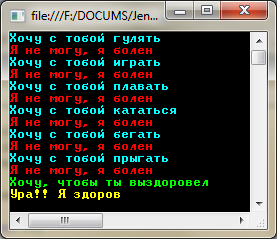 file:///F:/DOCUMS/Jen...
Хочу с тобой гулять
Я не могу, я болен
Хочу с тобой играть
Я не могу, я болен
Хочу с тобой плавать
Я не могу, я болен
Хочу с тобой кататься
Я не могу, я болен
Хочу с тобой бегать
Я не могу, я болен
Хочу с тобой прыгать
Я не могу, я болен
Хочу, чтобы ты выздоровел
Ура!! Я здоров